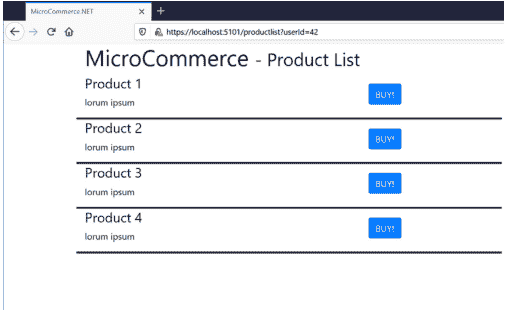 MicroCommerce.NET
https://localhost:5101/productlist?userId=42
MicroCommerce - Product List
Product 1
lorum ipsum
BUY!
Product 2
lorum ipsum
BUY!
Product 3
lorum ipsum
BUY!
Product 4
lorum ipsum
BUY!